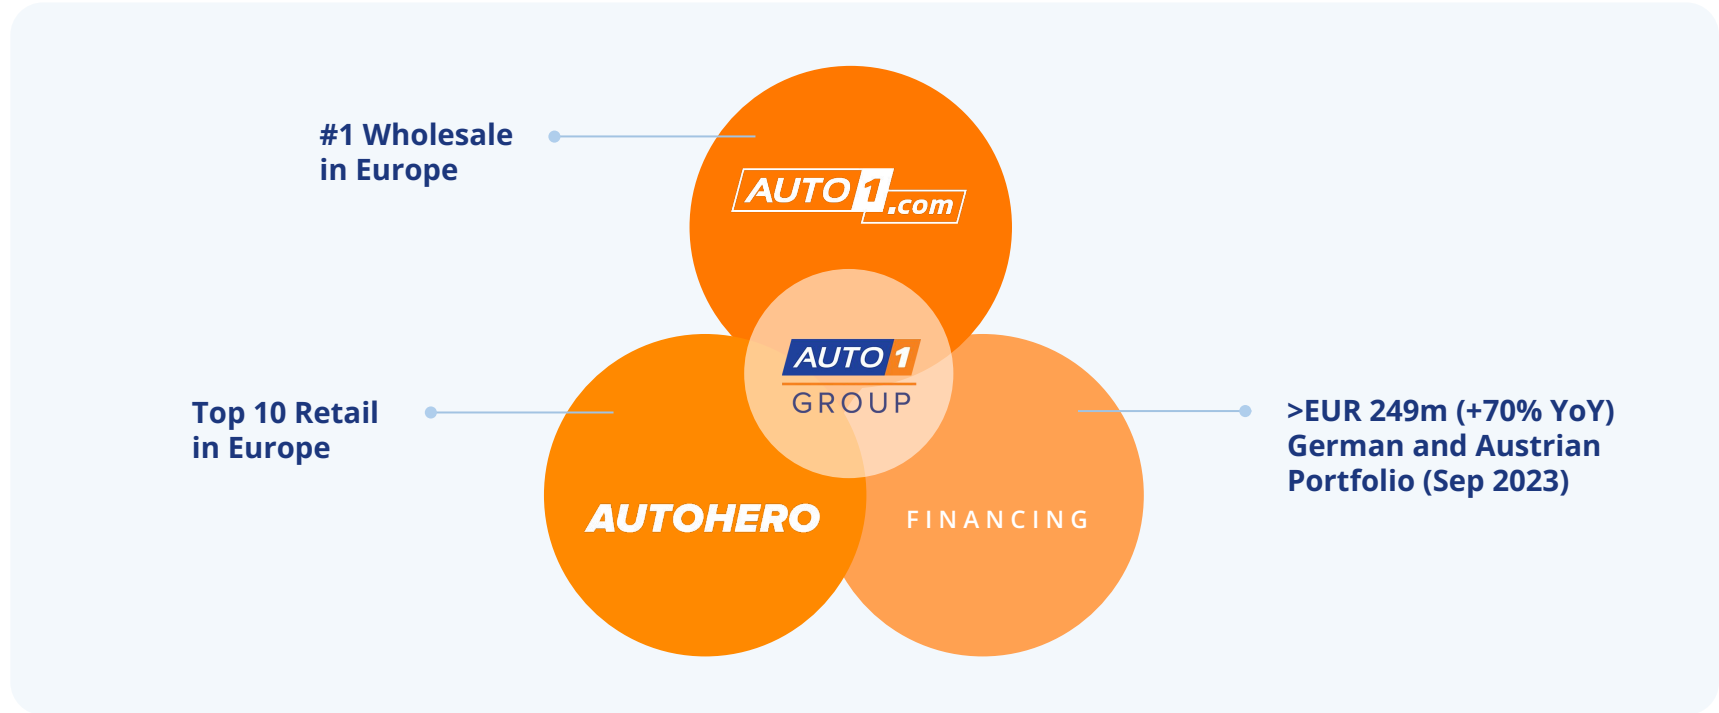 #1 Wholesale
in Europe
AUTO1.com
AUTO1
GROUP
Top 10 Retail
in Europe
AUTOHERO
FINANCING
>EUR 249m (+70% YoY)
German and Austrian
Portfolio (Sep 2023)